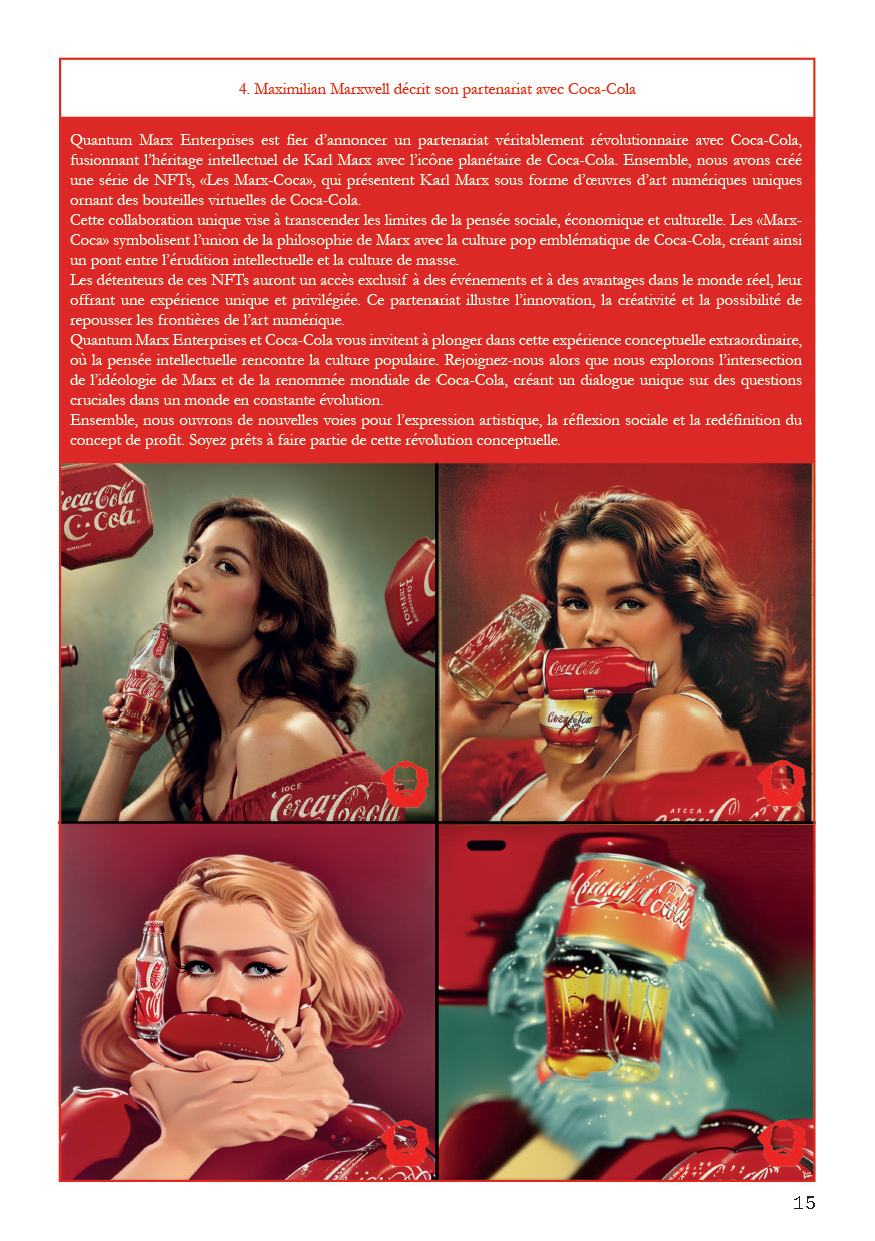 4. Maximilian Marxwell décrit son partenariat avec Coca-Cola
Quantum Marx Enterprises est fier d’annoncer un partenariat véritablement révolutionnaire avec Coca-Cola,
fusionnant l’héritage intellectuel de Karl Marx avec l’icône planétaire de Coca-Cola. Ensemble, nous avons créé
une série de NFTs, «Les Marx-Coca», qui présentent Karl Marx sous forme d’œuvres d’art numériques uniques
ornant des bouteilles virtuelles de Coca-Cola.
Cette collaboration unique vise à transcender les limites de la pensée sociale, économique et culturelle. Les «Marx-
Coca» symbolisent l’union de la philosophie de Marx avec la culture pop emblématique de Coca-Cola, créant ainsi
un pont entre l’érudition intellectuelle et la culture de masse.
Les détenteurs de ces NFTs auront un accès exclusif à des événements et à des avantages dans le monde réel, leur
offrant une expérience unique et privilégiée. Ce partenariat illustre l’innovation, la créativité et la possibilité de
repousser les frontières de l’art numérique.
Quantum Marx Enterprises et Coca-Cola vous invitent à plonger dans cette expérience conceptuelle extraordinaire,
où la pensée intellectuelle rencontre la culture populaire. Rejoignez-nous alors que nous explorons l’intersection
de l’idéologie de Marx et de la renommée mondiale de Coca-Cola, créant un dialogue unique sur des questions
cruciales dans un monde en constante évolution.
Ensemble, nous ouvrons de nouvelles voies pour l’expression artistique, la réflexion sociale et la redéfinition du
concept de profit. Soyez prêts à faire partie de cette révolution conceptuelle.
eca-Cola
Cola
IOCE
Coca-Cocla
ATCCA
15